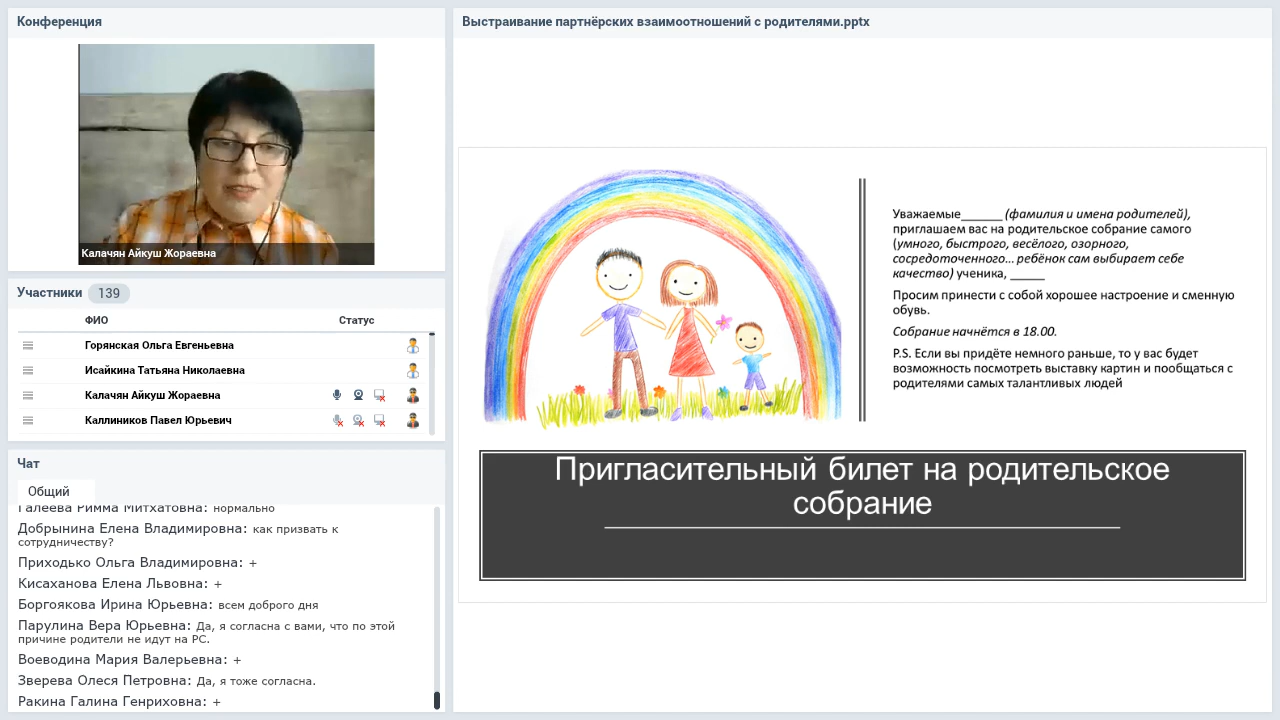 Конференция
Калачян Айкуш Жораевна
Участники 139
ФИО Статус
Горянская Ольга Евгеньевна
Исайкина Татьяна Николаевна
Калачян Айкуш Жораевна
Каллиников Павел Юрьевич
Чат
Общий
Галеева Римма Митхатовна: нормально
Добрынина Елена Владимировна: как призвать к
сотрудничеству?
Приходько Ольга Владимировна: +
Кисаханова Елена Львовна: +
Боргоякова Ирина Юрьевна: всем доброго дня
Парулина Вера Юрьевна: Да, я согласна с вами, что по этой
причине родители не идут на РС.
Воеводина Мария Валерьевна: +
Зверева Олеся Петровна: Да, я тоже согласна.
Ракина Галина Генриховна: +
Выстраивание партнёрских взаимоотношений с родителями.pptx
Уважаемые______ (фамилия и имена родителей),
приглашаем вас на родительское собрание самого
(умного, быстрого, весёлого, озорного,
сосредоточенного... ребёнок сам выбирает себе
качество) ученика, _____
Просим принести с собой хорошее настроение и сменную
обувь.
Собрание начнётся в 18.00.
P.S. Если вы придёте немного раньше, то у вас будет
возможность посмотреть выставку картин и пообщаться с
родителями самых талантливых людей
Пригласительный билет на родительское
собрание